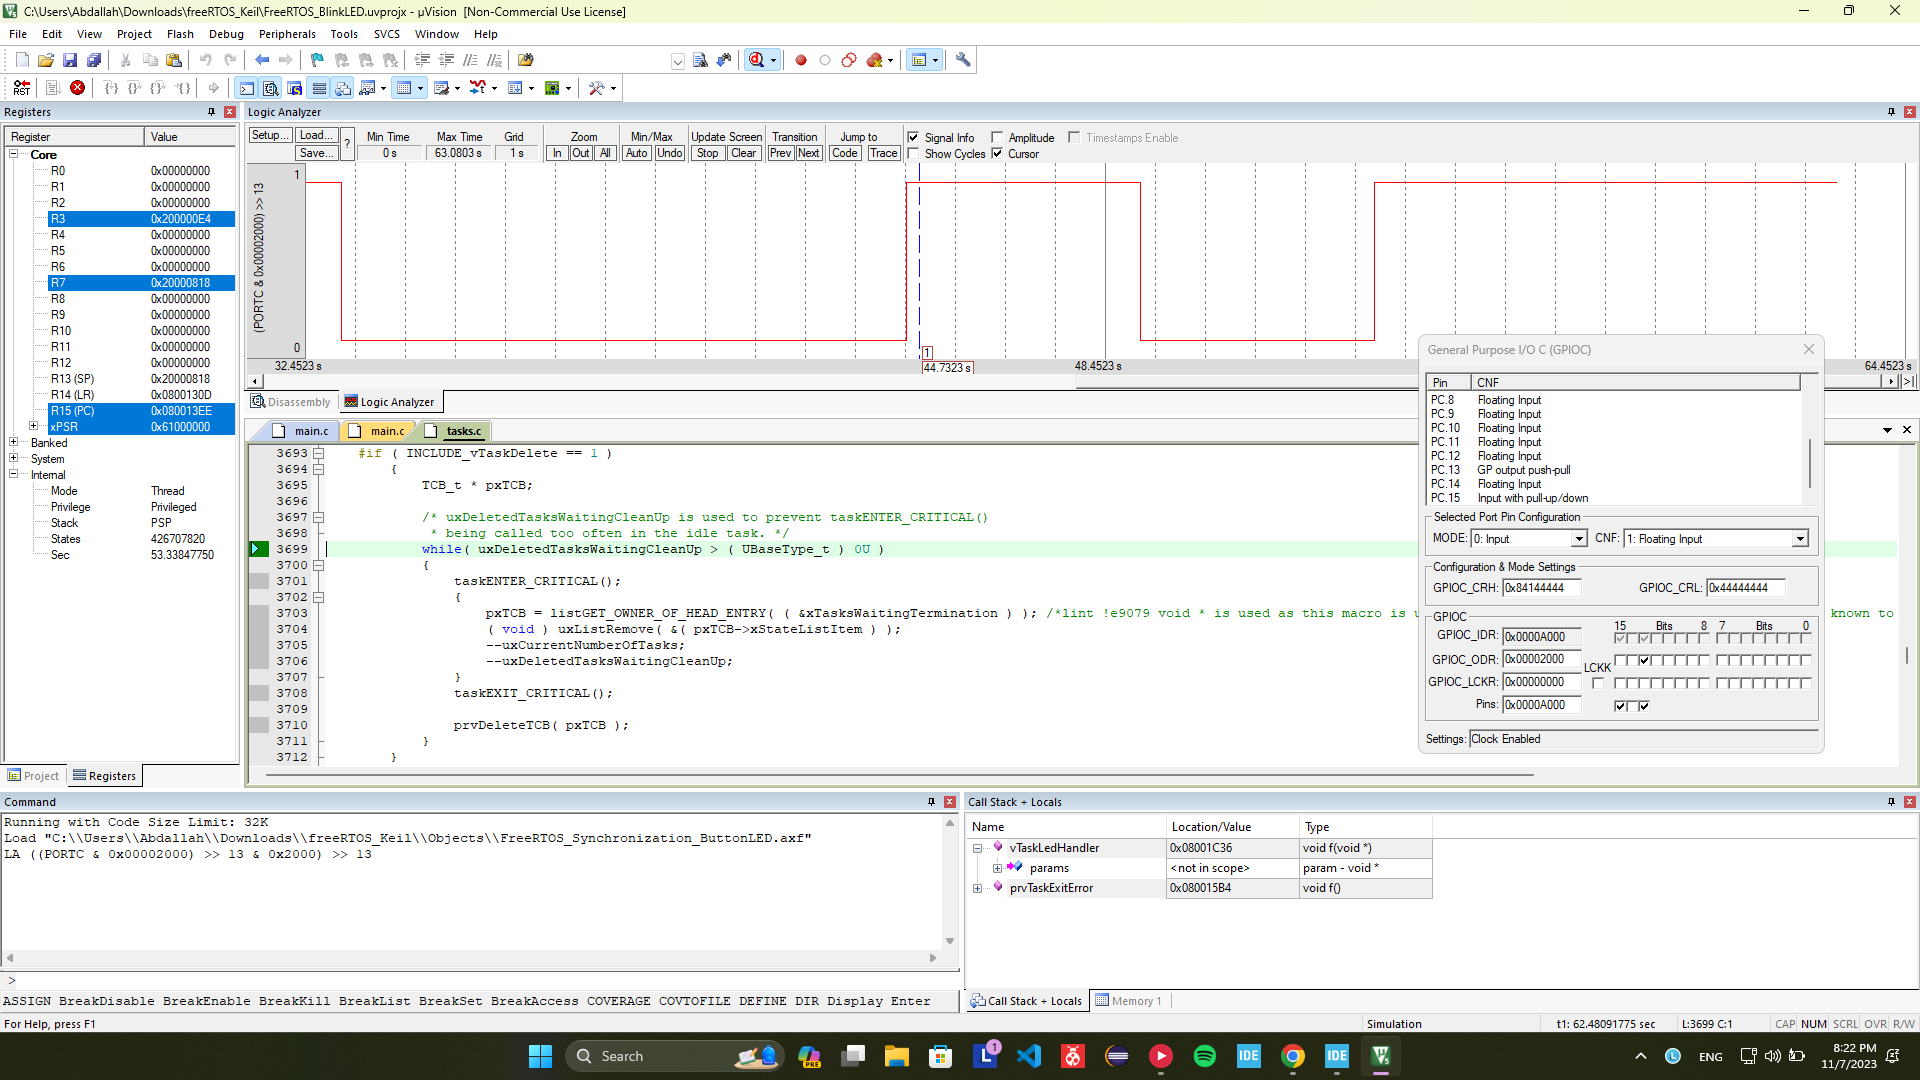 C:\Users\Abdallah\Downloads\freeRTOS_Keil\FreeRTOS_BlinkLED.uvprojx - µVision  [Non-Commercial Use License]
File Edit View Project Flash Debug Peripherals Tools SVCS Window Help
Registers
Register Value
Core
R0 0x00000000
R1 0x00000000
R2 0x00000000
R3 0x200000E4
R4 0x00000000
R5 0x00000000
R6 0x00000000
R7 0x20000818
R8 0x00000000
R9 0x00000000
R10 0x00000000
R11 0x00000000
R12 0x00000000
R13 (SP) 0x20000818
R14 (LR) 0x0800130D
R15 (PC) 0x080013EE
xPSR 0x61000000
Banked
System
Internal
Mode Thread
Privilege Privileged
Stack PSP
States 426707820
Sec 53.33847750
Project Registers
Logic Analyzer
Setup... Load... ? Min Time Max Time Grid Zoom Min/Max Update Screen Transition Jump to Signal Info Amplitude Timestamps Enable
Save... 0 s 63.0803 s 1 s In Out All Auto Undo Stop Clear Prev Next Code Trace Show Cycles Cursor
(PORTC & 0x00002000) >> 13
1
0
1
32.4523 s 44.7323 s 48.4523 s 64.4523 s
Disassembly Logic Analyzer
main.c main.c tasks.c
3693 #if ( INCLUDE_vTaskDelete == 1 )
3694 {
3695 TCB_t * pxTCB;
3696
3697 /* uxDeletedTasksWaitingCleanUp is used to prevent taskENTER_CRITICAL()
3698 * being called too often in the idle task. */
3699 while( uxDeletedTasksWaitingCleanUp > ( UBaseType_t ) 0U )
3700 {
3701 taskENTER_CRITICAL();
3702 {
3703 pxTCB = listGET_OWNER_OF_HEAD_ENTRY( ( &xTasksWaitingTermination ) ); /*lint !e9079 void * is used as this macro is u known to
3704 ( void ) uxListRemove( &( pxTCB->xStateListItem ) );
3705 --uxCurrentNumberOfTasks;
3706 --uxDeletedTasksWaitingCleanUp;
3707 }
3708 taskEXIT_CRITICAL();
3709
3710 prvDeleteTCB( pxTCB );
3711 }
3712 }
General Purpose I/O C (GPIOC)
Pin CNF
PC.8 Floating Input
PC.9 Floating Input
PC.10 Floating Input
PC.11 Floating Input
PC.12 Floating Input
PC.13 GP output push-pull
PC.14 Floating Input
PC.15 Input with pull-up/down
Selected Port Pin Configuration
MODE: 0: Input CNF: 1: Floating Input
Configuration & Mode Settings
GPIOC_CRH: 0x84144444 GPIOC_CRL: 0x44444444
GPIOC
15 Bits 8 7 Bits 0
GPIOC_IDR: 0x0000A000
GPIOC_ODR: 0x00002000
LCKK
GPIOC_LCKR: 0x00000000
Pins: 0x0000A000
Settings: Clock Enabled
Command
Running with Code Size Limit: 32K
Load "C:\\Users\\Abdallah\\Downloads\\freeRTOS_Keil\\Objects\\FreeRTOS_Synchronization_ButtonLED.axf"
LA ((PORTC & 0x00002000) >> 13 & 0x2000) >> 13
>
ASSIGN BreakDisable BreakEnable BreakKill BreakList BreakSet BreakAccess COVERAGE COVTOFILE DEFINE DIR Display Enter
Call Stack + Locals
Name Location/Value Type
vTaskLedHandler 0x08001C36 void f(void *)
params <not in scope> param - void *
prvTaskExitError 0x080015B4 void f()
Call Stack + Locals Memory 1
For Help, press F1 Simulation t1: 62.48091775 sec L:3699 C:1 CAP NUM SCRL OVR R/W
Search
PRE
L 1
IDE
IDE
ENG
8:22 PM
11/7/2023